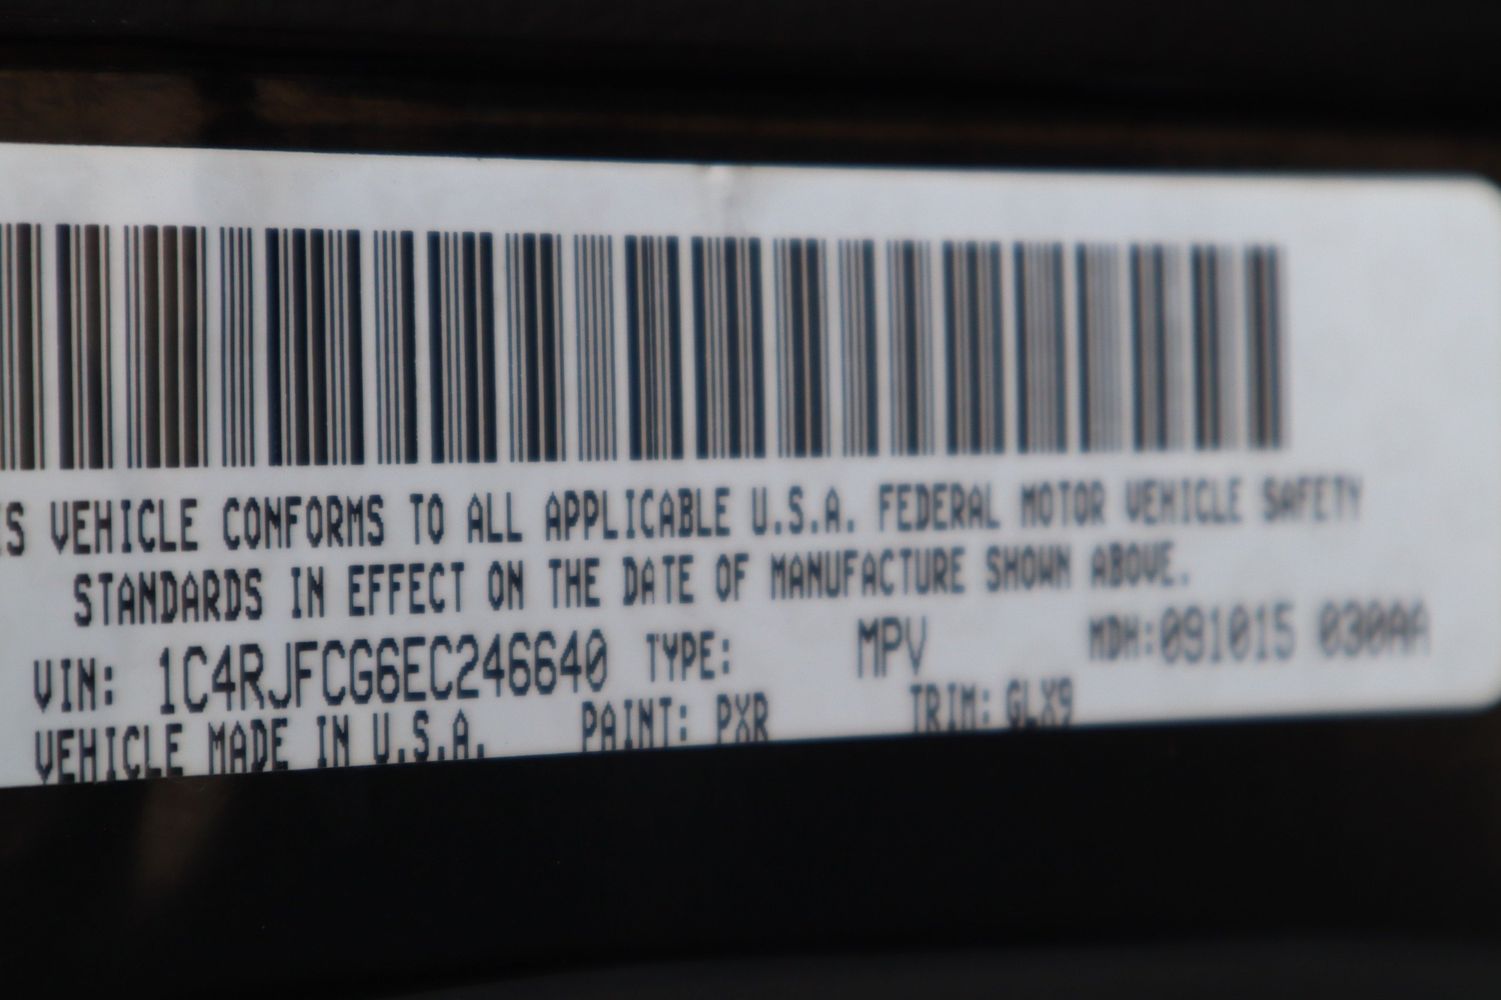 IS VEHICLE CONFORMS TO ALL APPLICABLE U.S.A. FEDERAL MOTOR VEHICLE SAFETY
STANDARDS IN EFFECT ON THE DATE OF MANUFACTURE SHOWN ABOVE.
VIN: 1C4RJFCG6EC246640 TYPE: MPV MDH:091015 030AA
VEHICLE MADE IN U.S.A. PAINT: PXR TRIM: GLX9